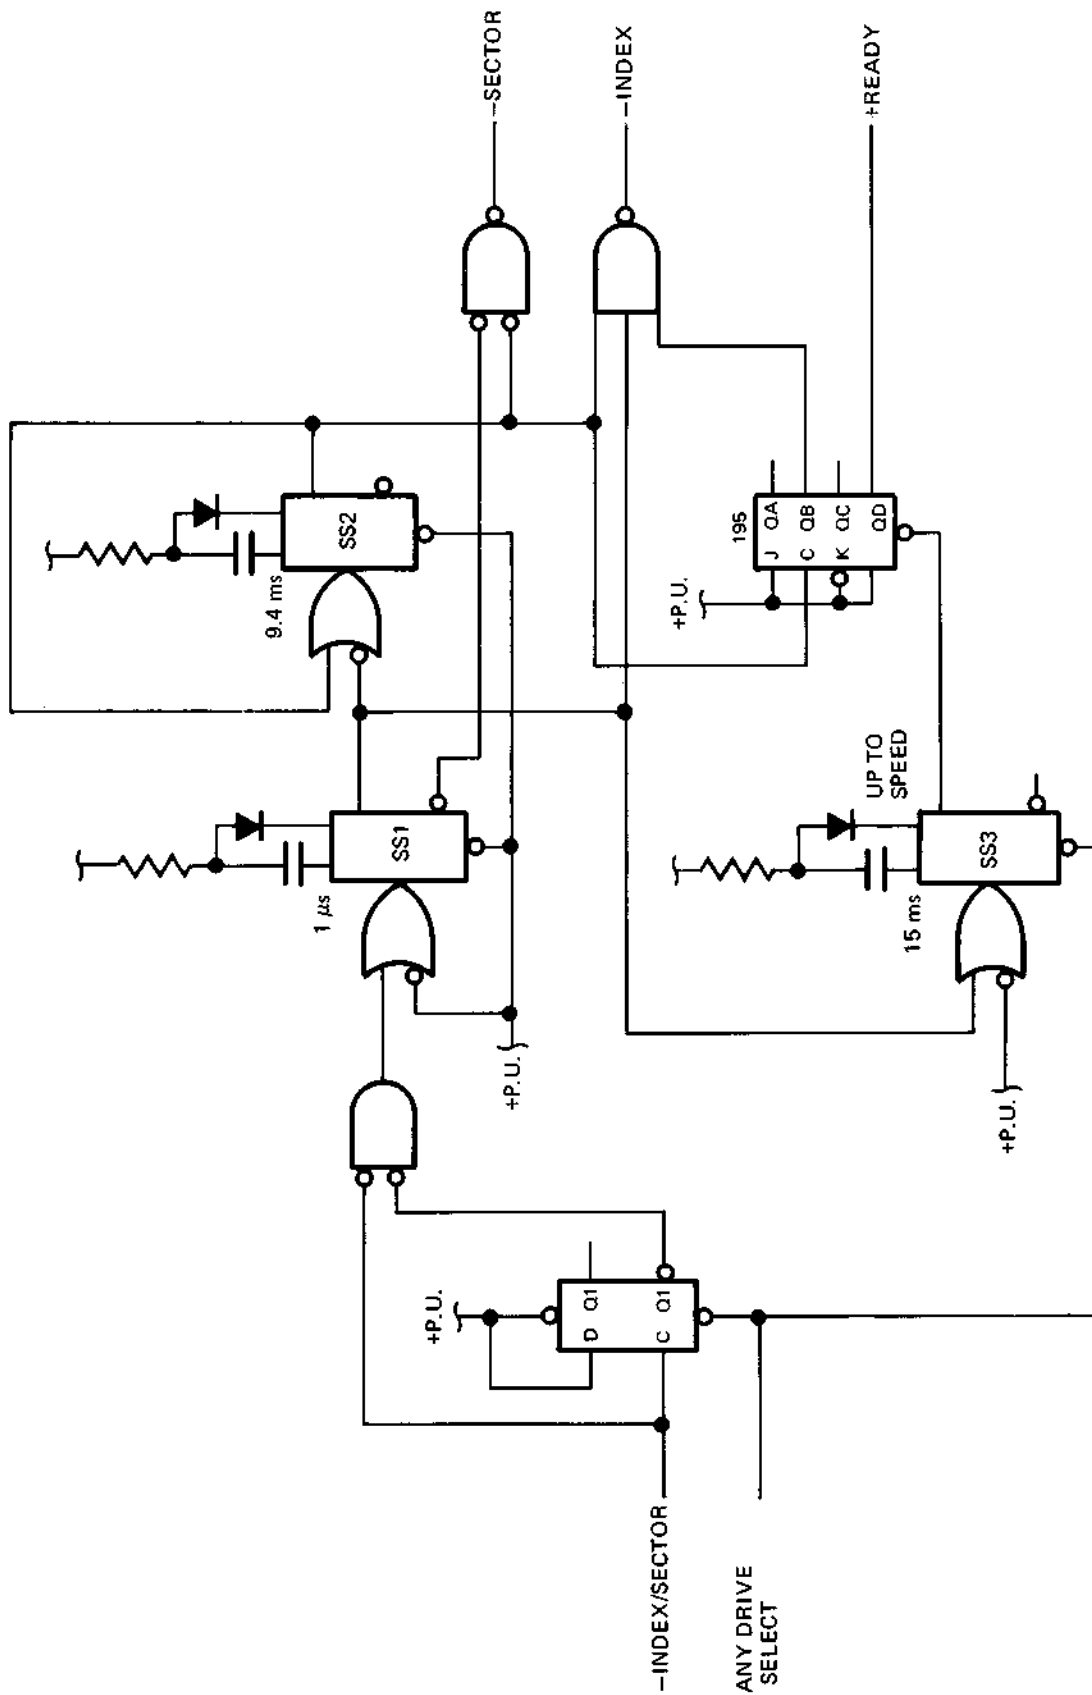 –SECTOR
–INDEX
+READY
SS2
9.4 ms
SS1
1 μs
195
J QA
C QB
K QC
QD
+P.U.
UP TO
SPEED
SS3
15 ms
+P.U.
+P.U.
+P.U.
D Q1
C Q1
–INDEX/SECTOR
ANY DRIVE
SELECT